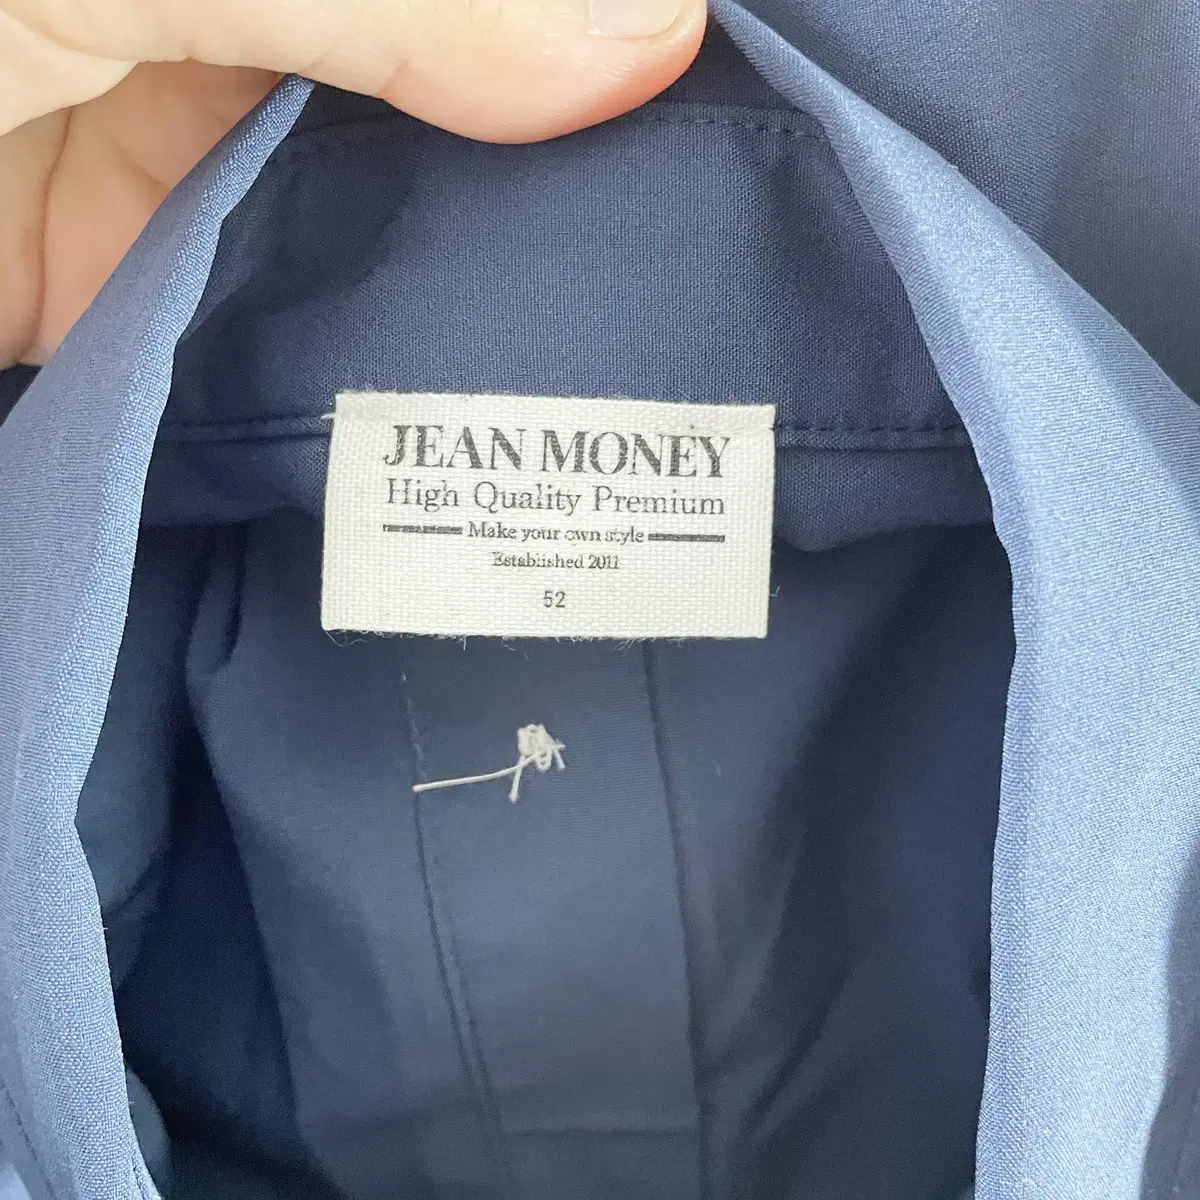 JEAN MONEY
High Quality Premium
Make your own style
Established 2011
52